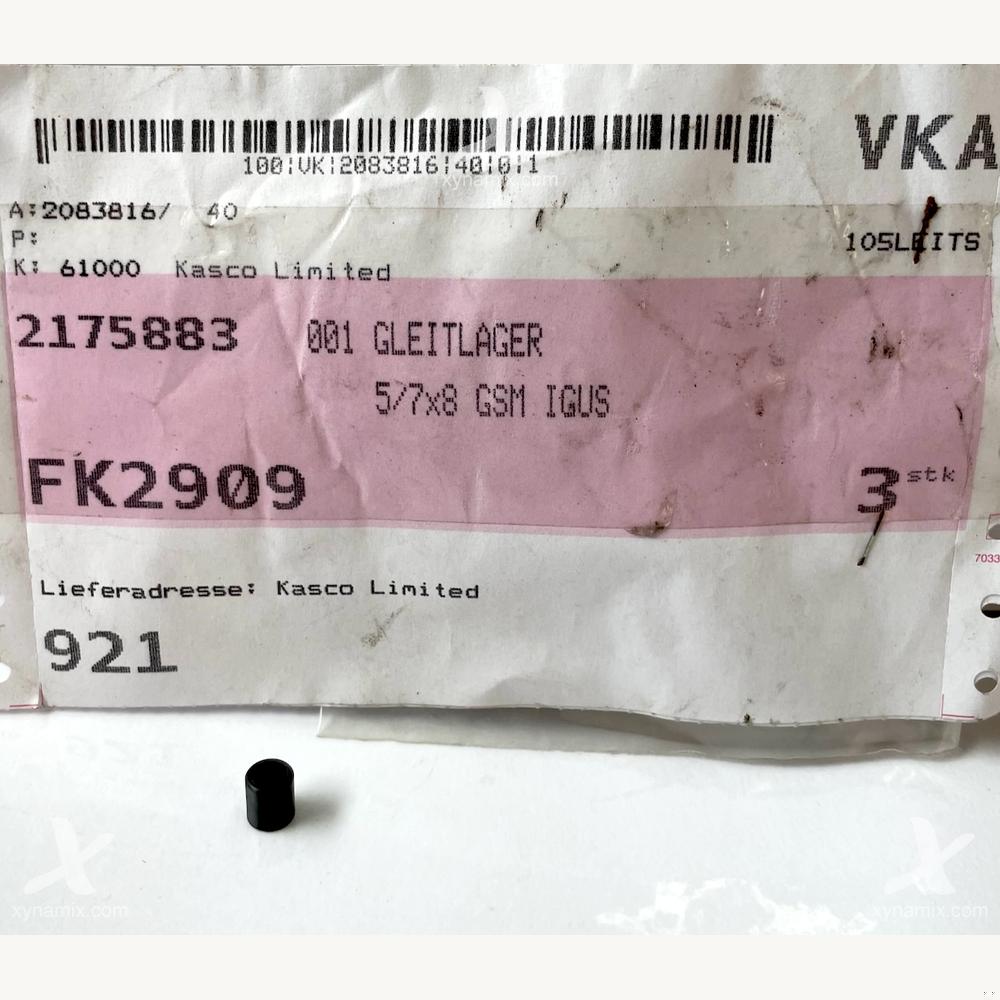 VKA
100|VK|2083816|40|0|1
xynamix.com
A:2083816/ 40
P:
105LEITS
K: 61000 Kasco Limited
2175883 001 GLEITLAGER
5/7x8 GSM IGUS
FK2909
3 stk
7033
Lieferadresse: Kasco Limited
921
xynamix.com
xynamix.com